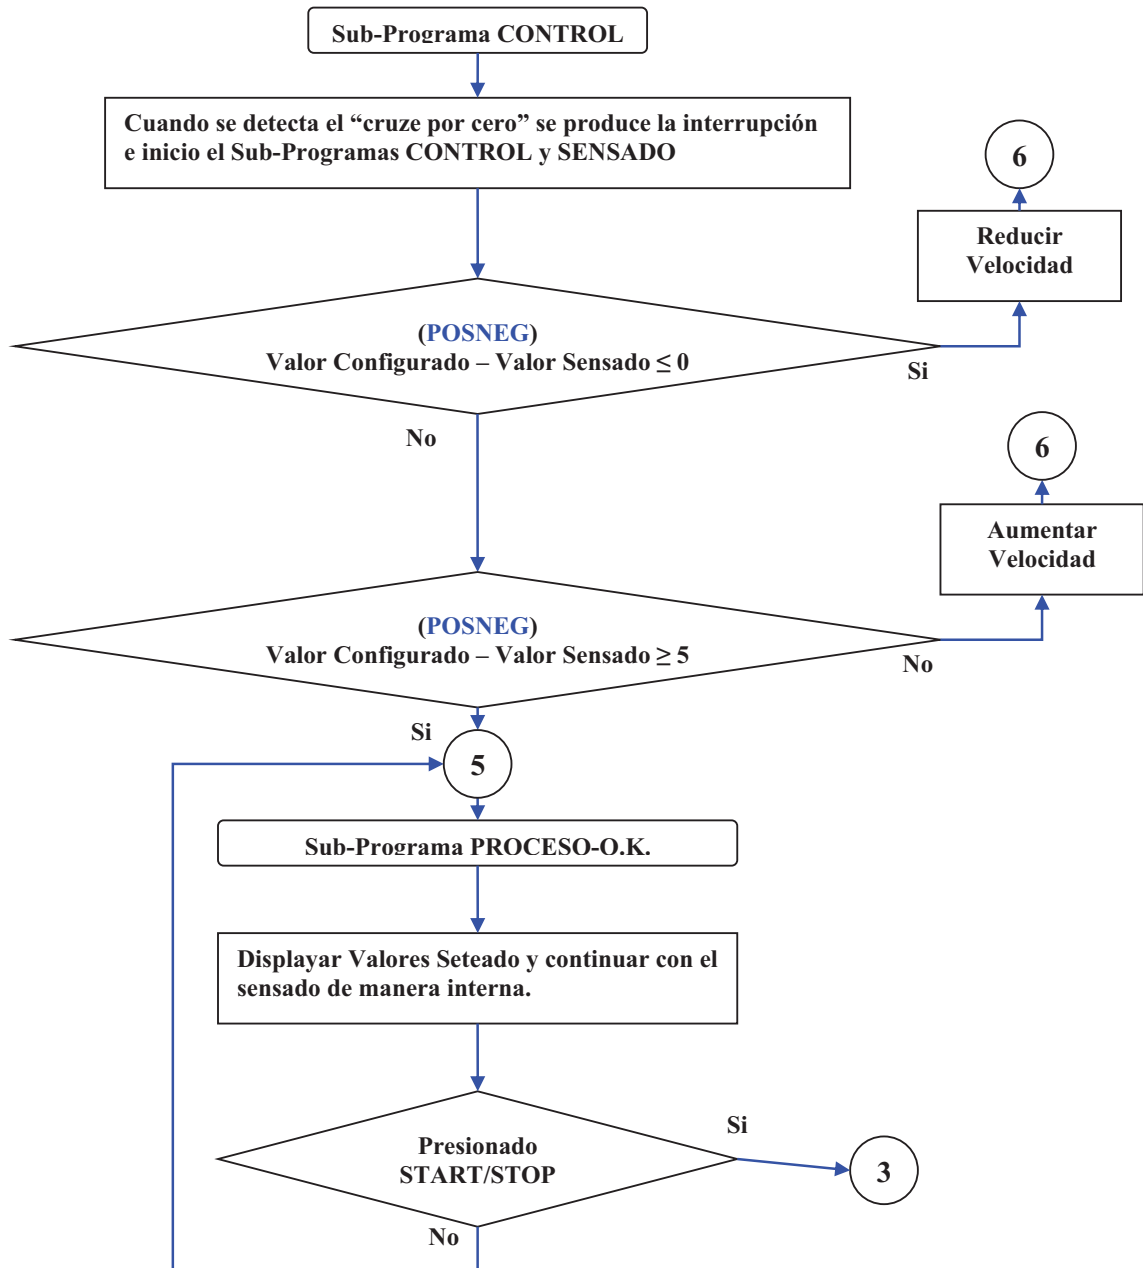 Sub-Programa CONTROL
Cuando se detecta el “cruze por cero” se produce la interrupción
e inicio el Sub-Programas CONTROL y SENSADO
6
Reducir
Velocidad
(POSNEG)
Valor Configurado – Valor Sensado ≤ 0
Si
No
6
Aumentar
Velocidad
(POSNEG)
Valor Configurado – Valor Sensado ≥ 5
No
Si
5
Sub-Programa PROCESO-O.K.
Displayar Valores Seteado y continuar con el
sensado de manera interna.
Presionado
START/STOP
Si
3
No